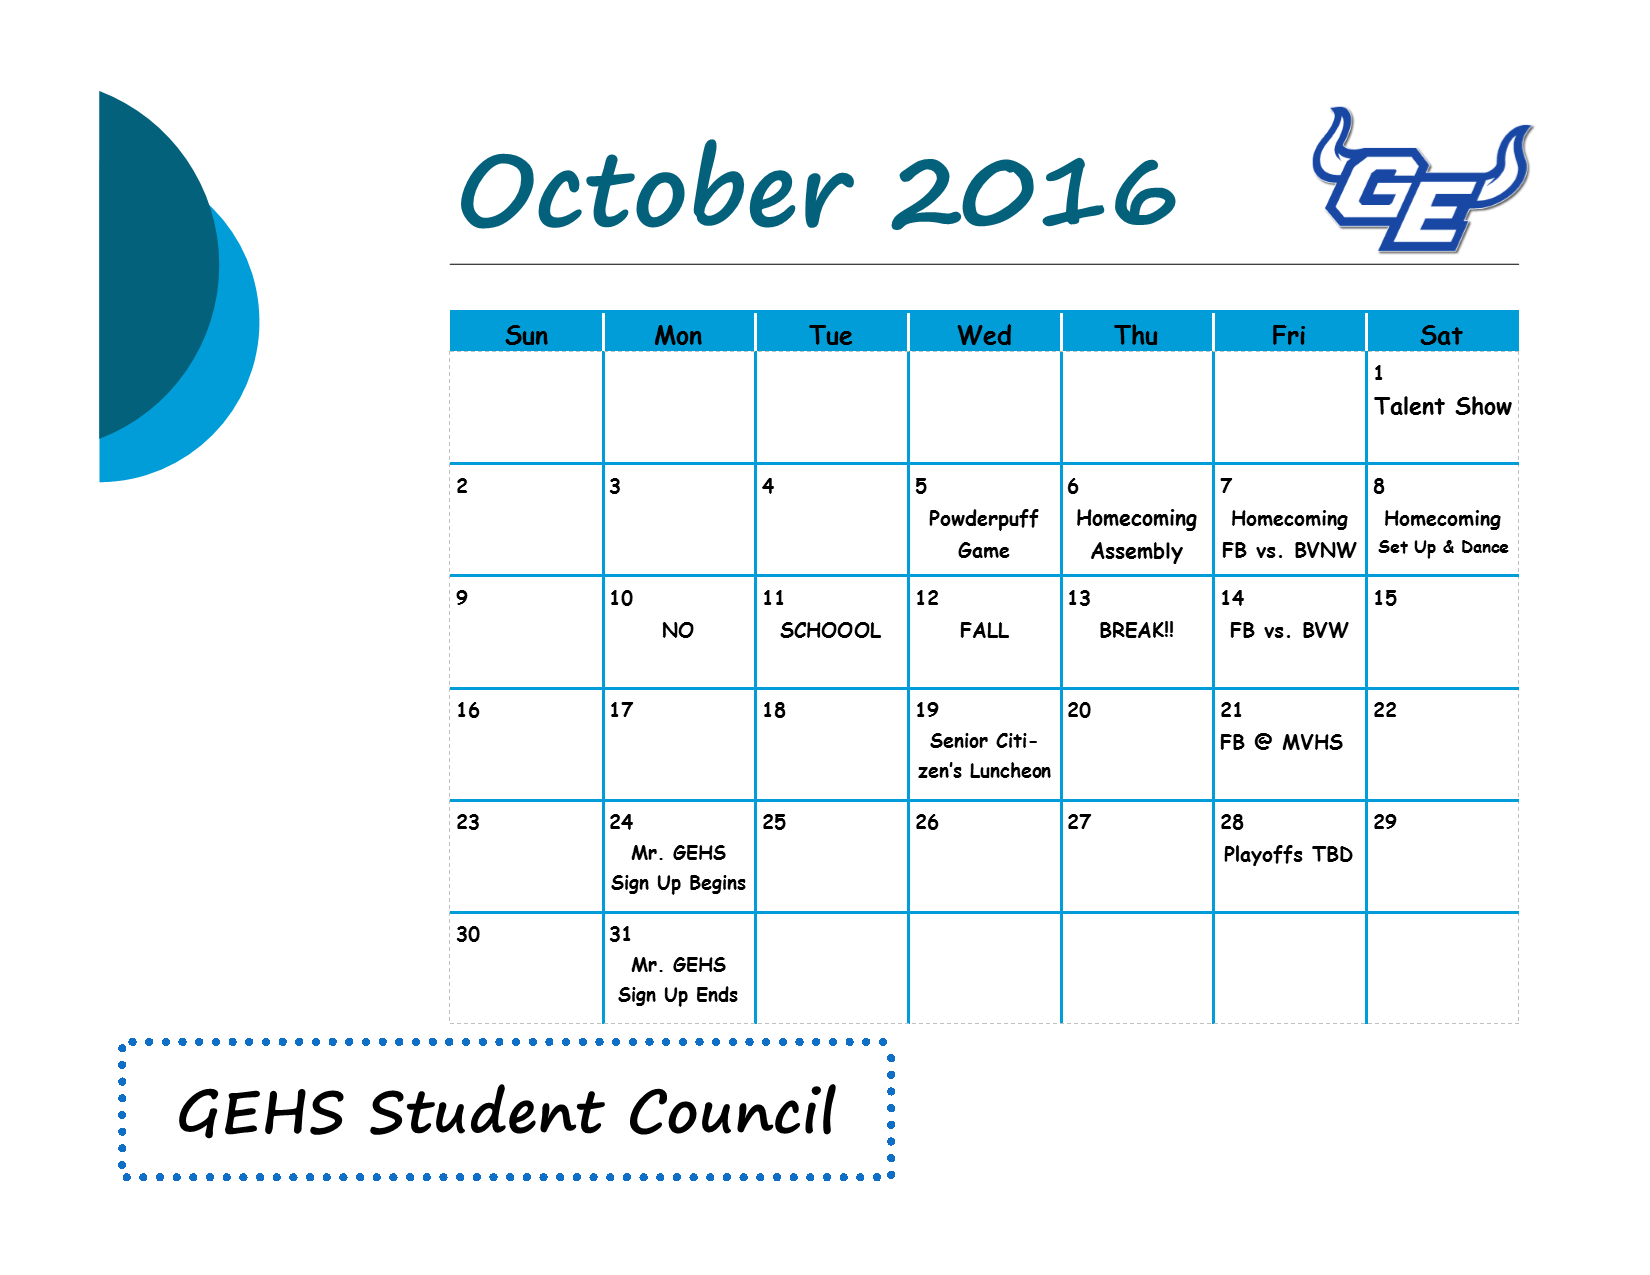 October 2016
GE
Sun Mon Tue Wed Thu Fri Sat
1
Talent Show
2 3 4 5 6 7 8
Powderpuff Homecoming Homecoming Homecoming
Game Assembly FB vs. BVNW Set Up & Dance
9 10 11 12 13 14 15
NO SCHOOOL FALL BREAK!! FB vs. BVW
16 17 18 19 20 21 22
Senior Citi- FB @ MVHS
zen's Luncheon
23 24 25 26 27 28 29
Mr. GEHS Playoffs TBD
Sign Up Begins
30 31
Mr. GEHS
Sign Up Ends
GEHS Student Council